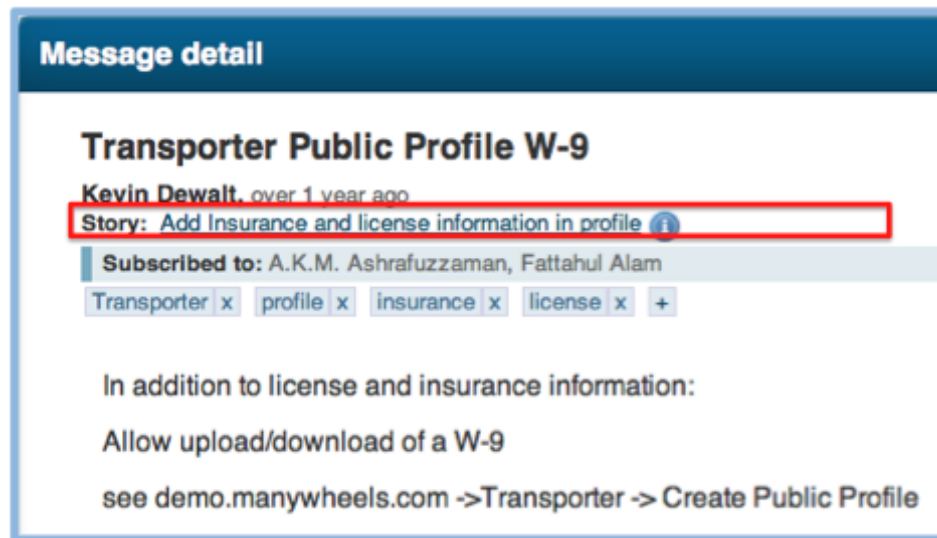 Message detail
Transporter Public Profile W-9
Kevin Dewalt, over 1 year ago
Story: Add Insurance and license information in profile
Subscribed to: A.K.M. Ashrafuzzaman, Fattahul Alam
Transporter x profile x insurance x license x +
In addition to license and insurance information:
Allow upload/download of a W-9
see demo.manywheels.com ->Transporter -> Create Public Profile